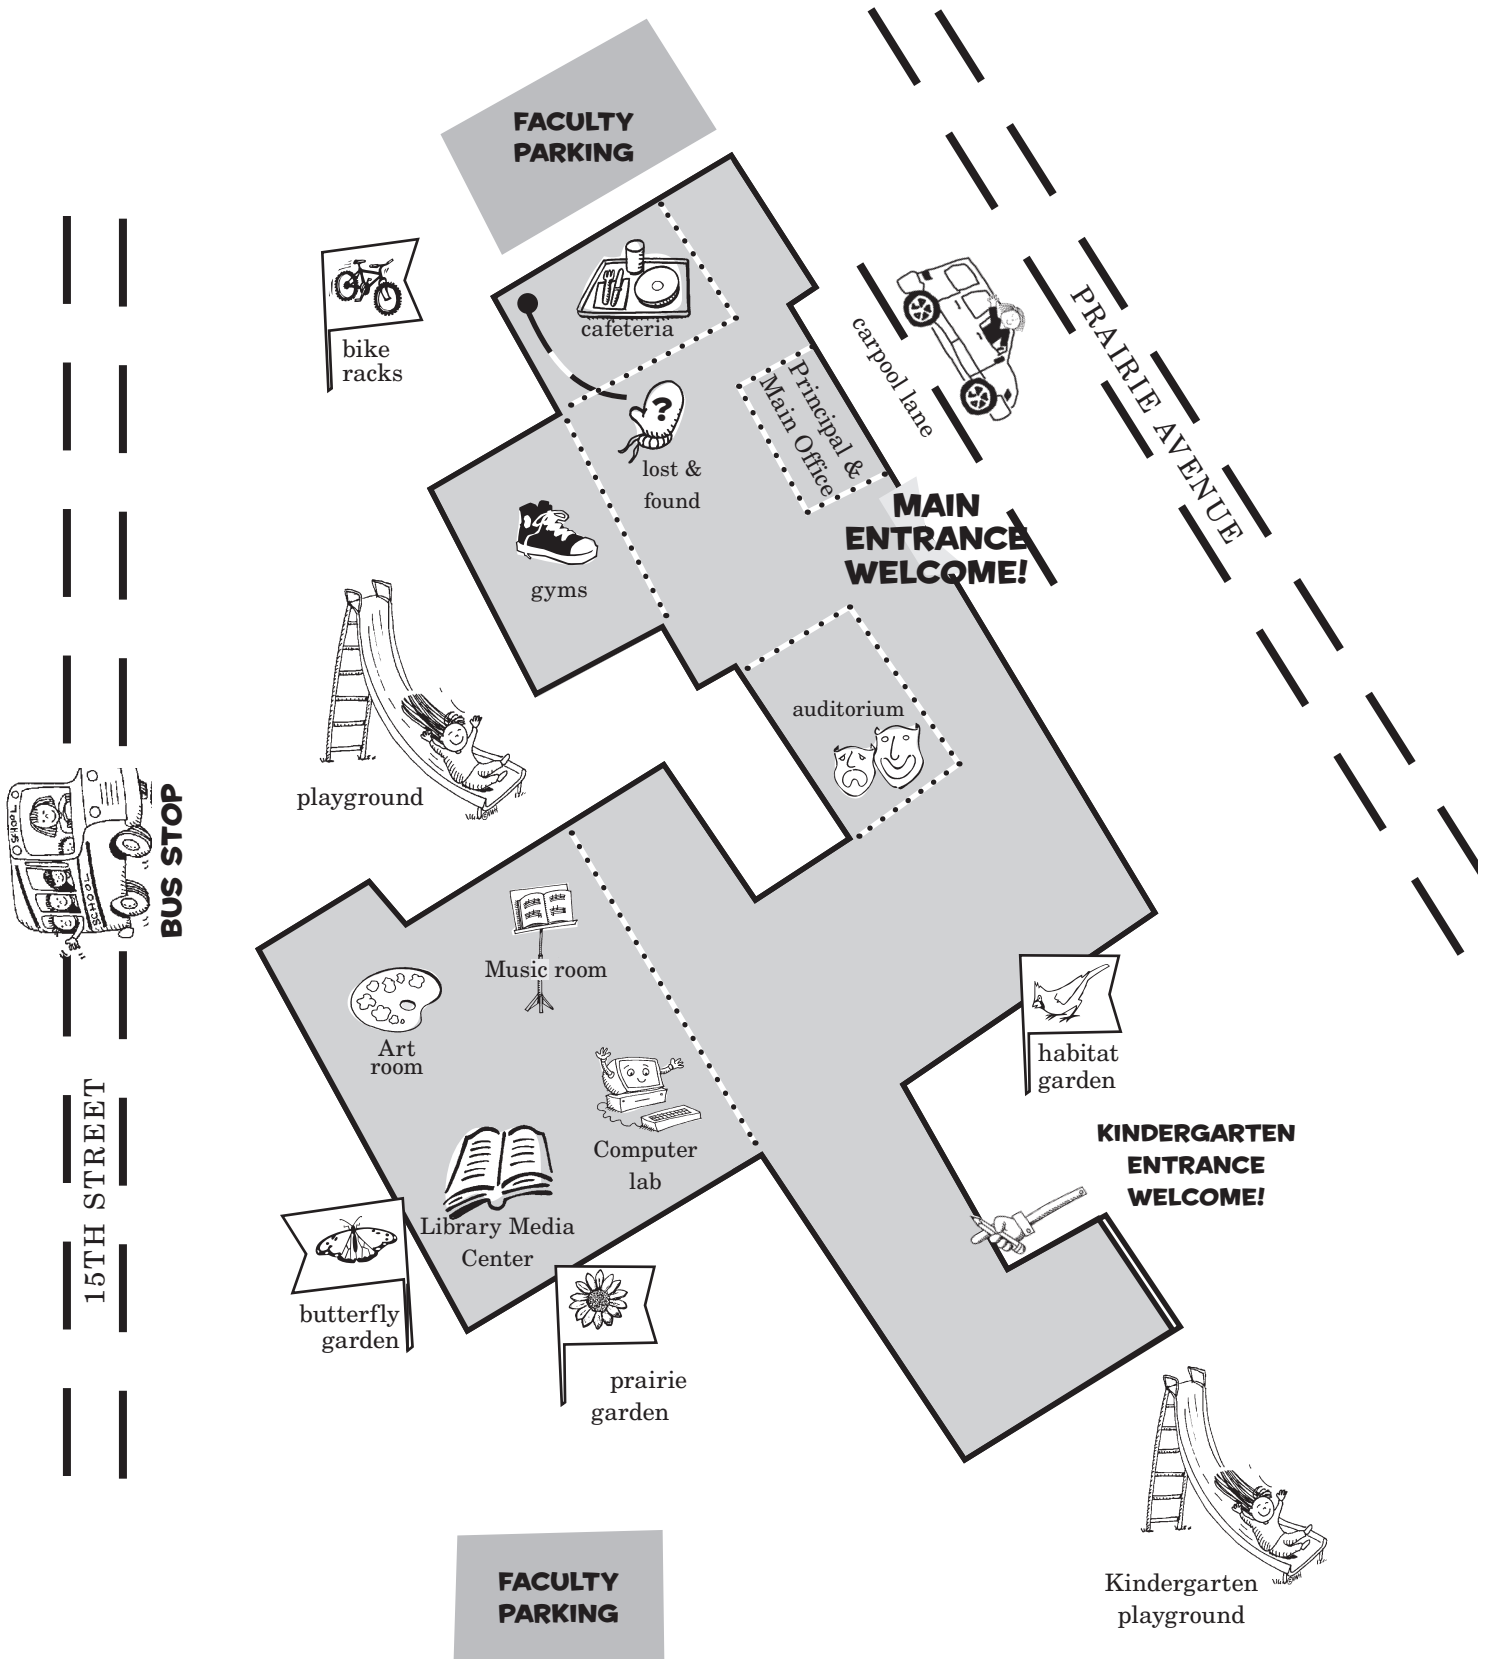 FACULTY
PARKING
bike
racks
cafeteria
?
lost &
found
Principal &
Main Office
carpool lane
PRAIRIE AVENUE
MAIN
ENTRANCE
WELCOME!
gyms
playground
auditorium
SCHOOL
SCHOOL
BUS STOP
Music room
Art
room
Computer
lab
Library Media
Center
habitat
garden
KINDERGARTEN
ENTRANCE
WELCOME!
15TH STREET
butterfly
garden
prairie
garden
Kindergarten
playground
FACULTY
PARKING